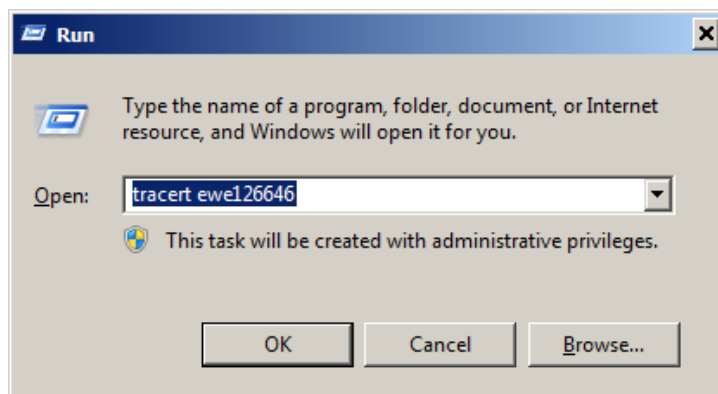 Run
Type the name of a program, folder, document, or Internet
resource, and Windows will open it for you.
Open: tracert ewe126646
This task will be created with administrative privileges.
OK Cancel Browse...